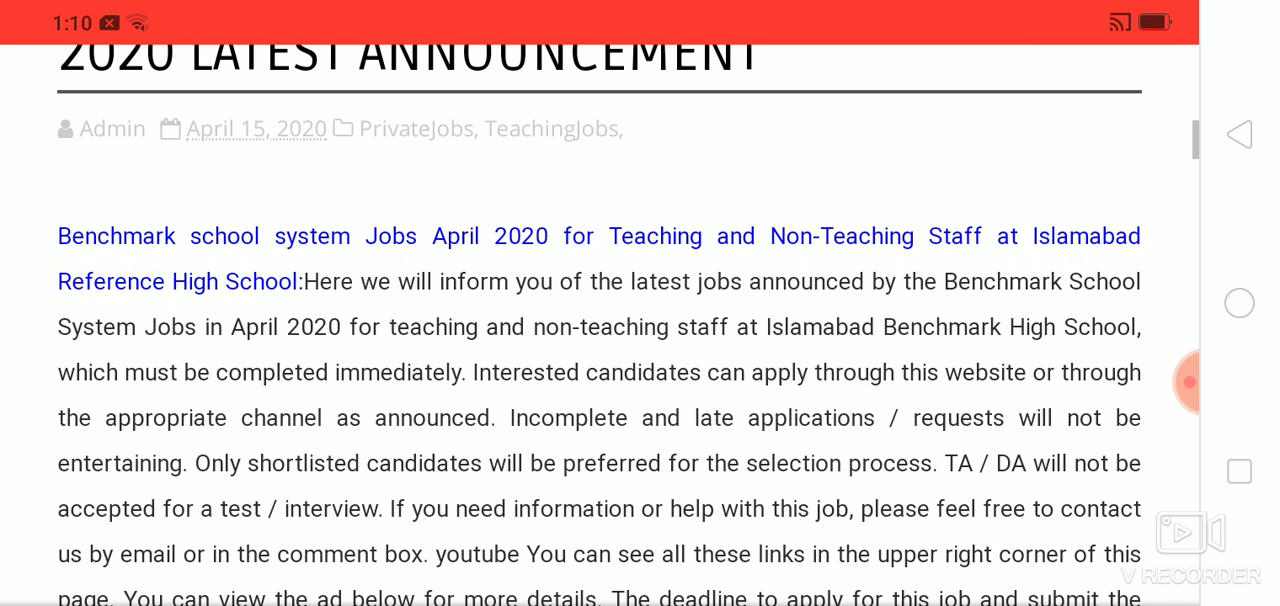 1:10
2020 LATEST ANNOUNCEMENT
Admin April 15, 2020 PrivateJobs, TeachingJobs,
Benchmark school system Jobs April 2020 for Teaching and Non-Teaching Staff at Islamabad
Reference High School:Here we will inform you of the latest jobs announced by the Benchmark School
System Jobs in April 2020 for teaching and non-teaching staff at Islamabad Benchmark High School,
which must be completed immediately. Interested candidates can apply through this website or through
the appropriate channel as announced. Incomplete and late applications / requests will not be
entertaining. Only shortlisted candidates will be preferred for the selection process. TA / DA will not be
accepted for a test / interview. If you need information or help with this job, please feel free to contact
us by email or in the comment box. youtube You can see all these links in the upper right corner of this
page. You can view the ad below for more details. The deadline to apply for this job and submit the
V RECORDER